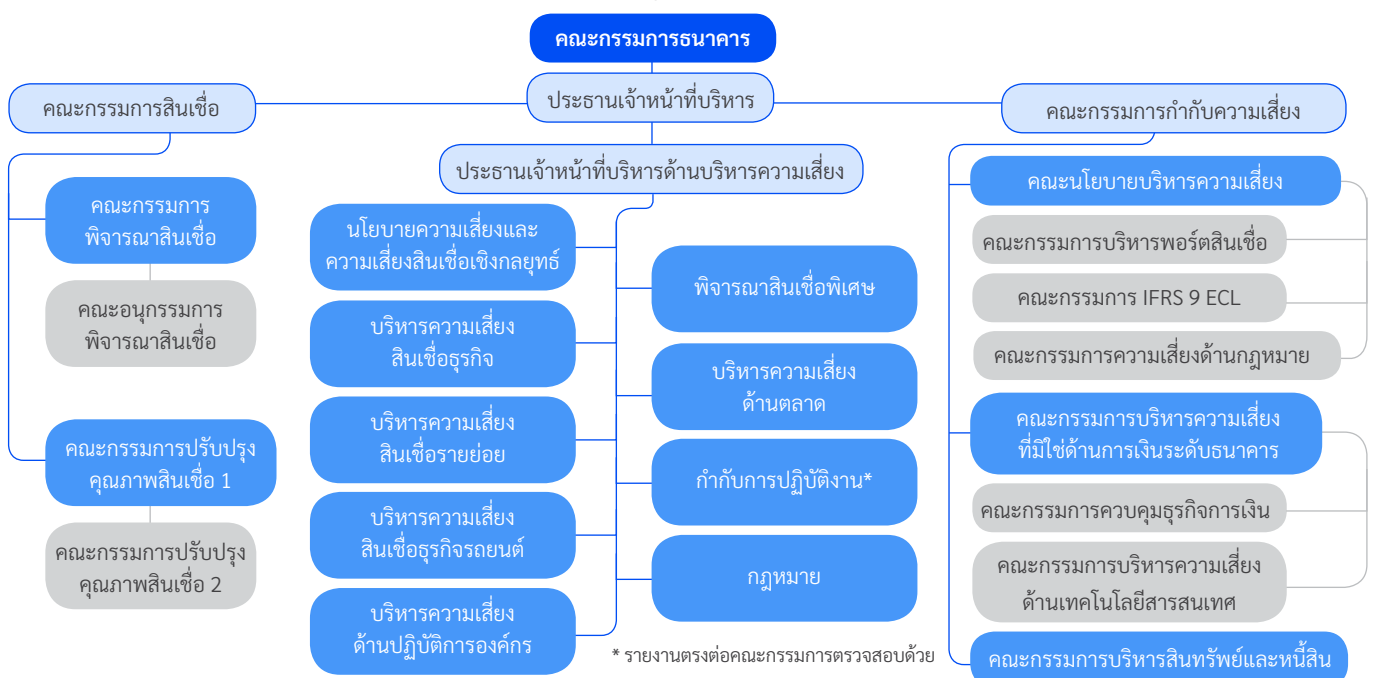 คณะกรรมการธนาคาร
คณะกรรมการสินเชื่อ
ประธานเจ้าหน้าที่บริหาร
คณะกรรมการกำกับความเสี่ยง
ประธานเจ้าหน้าที่บริหารด้านบริหารความเสี่ยง
คณะกรรมการ
พิจารณาสินเชื่อ
คณะอนุกรรมการ
พิจารณาสินเชื่อ
คณะกรรมการปรับปรุง
คุณภาพสินเชื่อ 1
คณะกรรมการปรับปรุง
คุณภาพสินเชื่อ 2
นโยบายความเสี่ยงและ
ความเสี่ยงสินเชื่อเชิงกลยุทธ์
บริหารความเสี่ยง
สินเชื่อธุรกิจ
บริหารความเสี่ยง
สินเชื่อรายย่อย
บริหารความเสี่ยง
สินเชื่อธุรกิจรถยนต์
บริหารความเสี่ยง
ด้านปฏิบัติการองค์กร
พิจารณาสินเชื่อพิเศษ
บริหารความเสี่ยง
ด้านตลาด
กำกับการปฏิบัติงาน*
กฎหมาย
* รายงานตรงต่อคณะกรรมการตรวจสอบด้วย
คณะนโยบายบริหารความเสี่ยง
คณะกรรมการบริหารพอร์ตสินเชื่อ
คณะกรรมการ IFRS 9 ECL
คณะกรรมการความเสี่ยงด้านกฎหมาย
คณะกรรมการบริหารความเสี่ยง
ที่มิใช่ด้านการเงินระดับธนาคาร
คณะกรรมการควบคุมธุรกิจการเงิน
คณะกรรมการบริหารความเสี่ยง
ด้านเทคโนโลยีสารสนเทศ
คณะกรรมการบริหารสินทรัพย์และหนี้สิน